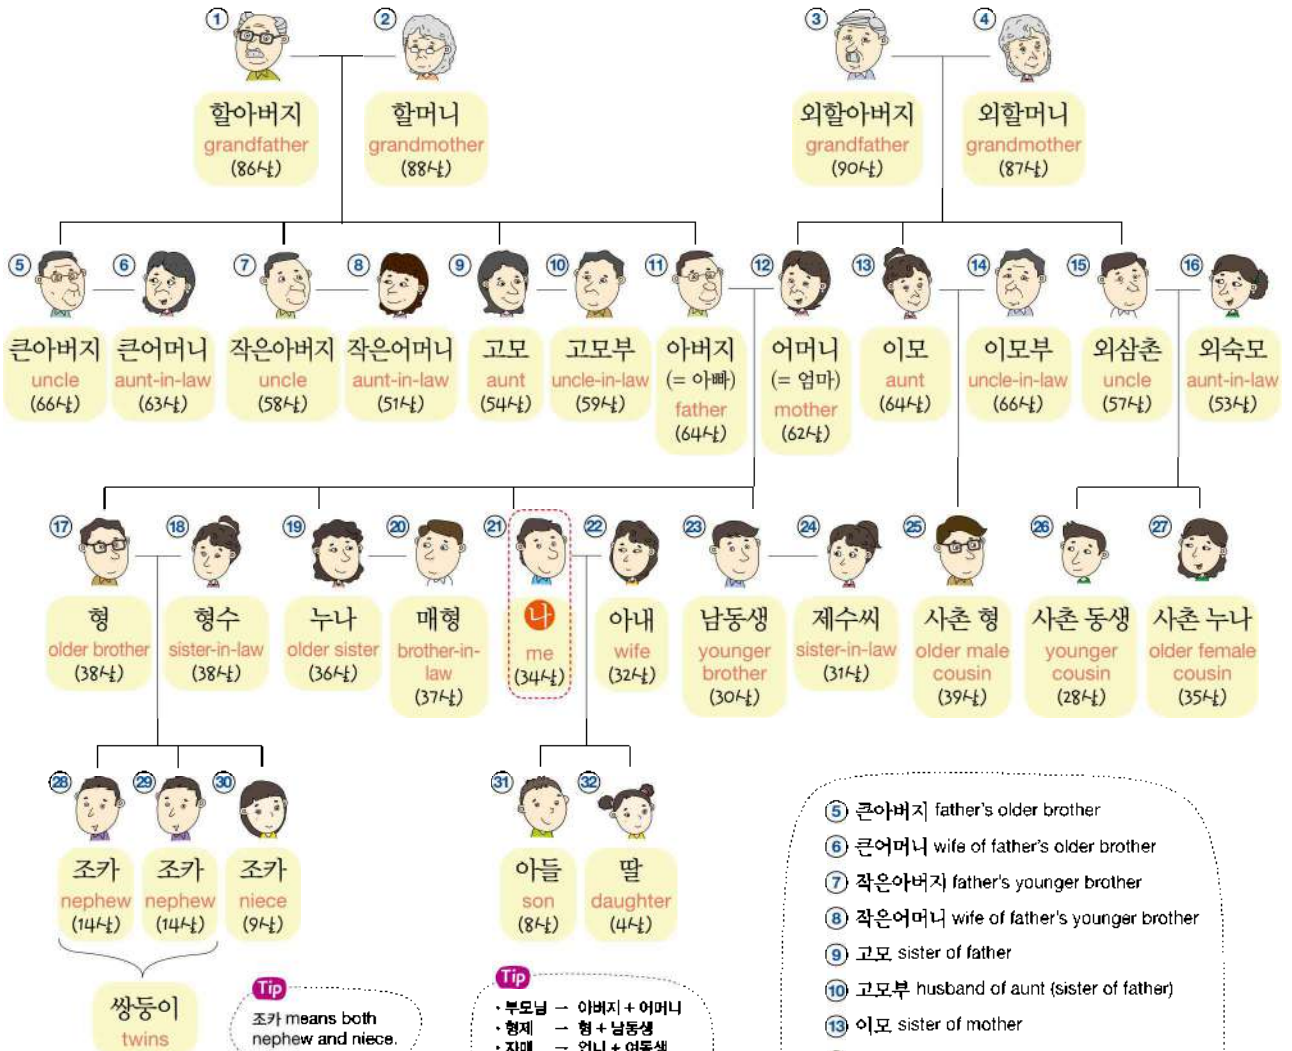 1 2 3 4
할아버지 할머니 외할아버지 외할머니
grandfather grandmother grandfather grandmother
(86살) (88살) (90살) (87살)
5 6 7 8 9 10 11 12 13 14 15 16
큰아버지 큰어머니 작은아버지 작은어머니 고모 고모부 아버지 어머니 이모 이모부 외삼촌 외숙모
uncle aunt-in-law uncle aunt-in-law aunt uncle-in-law (= 아빠) (= 엄마) aunt uncle-in-law uncle aunt-in-law
(66살) (63살) (58살) (51살) (54살) (59살) father mother (64살) (66살) (57살) (53살)
(64살) (62살)
17 18 19 20 21 22 23 24 25 26 27
형 형수 누나 매형 나 아내 남동생 제수씨 사촌 형 사촌 동생 사촌 누나
older brother sister-in-law older sister brother-in- me wife younger sister-in-law older male younger older female
(38살) (38살) (36살) law (34살) (32살) brother (31살) cousin cousin cousin
(37살) (30살) (39살) (28살) (35살)
28 29 30 31 32
조카 조카 조카 아들 딸
nephew nephew niece son daughter
(14살) (14살) (9살) (8살) (4살)
쌍둥이
twins
Tip
조카 means both
nephew and niece.
Tip
• 부모님 → 아버지 + 어머니
• 형제 → 형 + 남동생
• 자매 → 언니 + 여동생
5 큰아버지 father's older brother
6 큰어머니 wife of father's older brother
7 작은아버지 father's younger brother
8 작은어머니 wife of father's younger brother
9 고모 sister of father
10 고모부 husband of aunt (sister of father)
13 이모 sister of mother